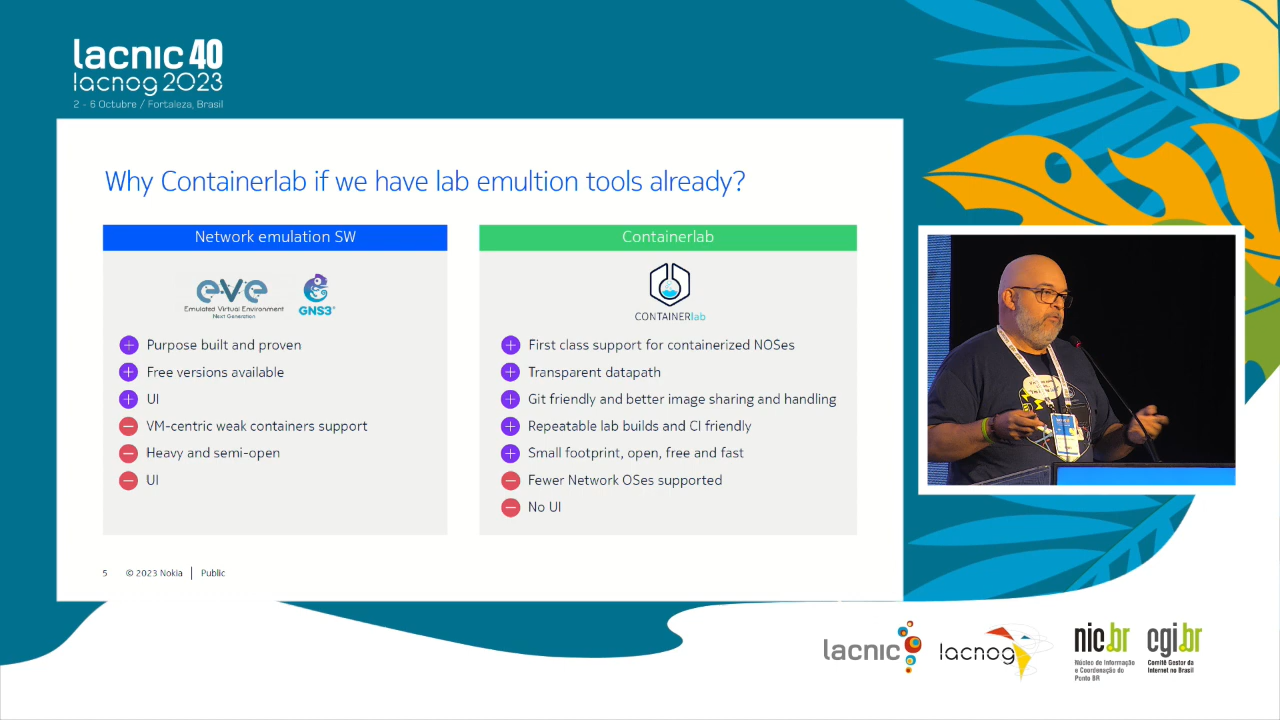 lacnic 40
lacnog 2023
2 - 6 Octubre / Fortaleza, Brasil
Why Containerlab if we have lab emultion tools already?
Network emulation SW
eve
Emulated Virtual Environment
Next Generation
GNS3
Purpose built and proven
Free versions available
UI
VM-centric weak containers support
Heavy and semi-open
UI
Containerlab
CONTAINERlab
First class support for containerized NOSes
Transparent datapath
Git friendly and better image sharing and handling
Repeatable lab builds and CI friendly
Small footprint, open, free and fast
Fewer Network OSes supported
No UI
5 © 2023 Nokia | Public
lacnic
lacnog
nic.br
Núcleo de Informação
e Coordenação do
Ponto BR
cgi.br
Comitê Gestor da
Internet no Brasil